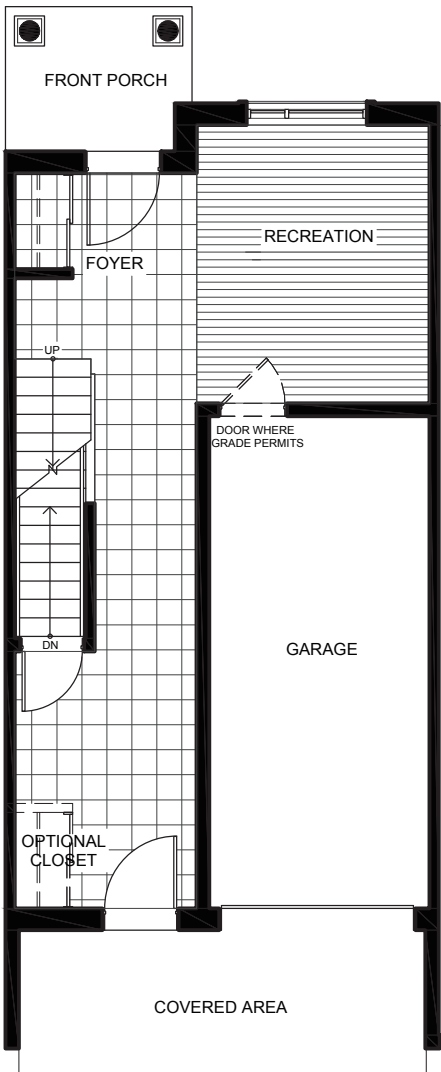 FRONT PORCH
RECREATION
FOYER
UP
DOOR WHERE
GRADE PERMITS
DN
GARAGE
OPTIONAL
CLOSET
COVERED AREA